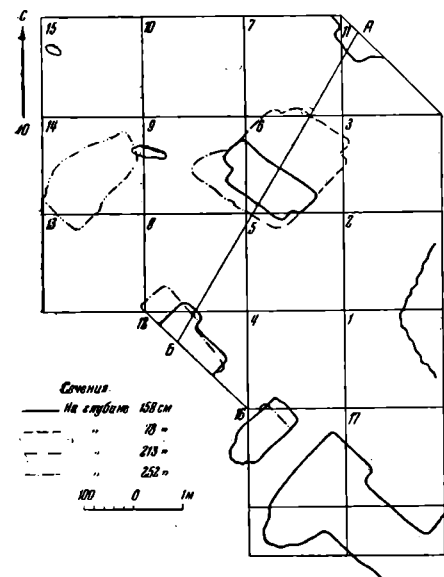 С
Ю
15 10 7 11 А
14 9 6 3
13 8 5 2
12 Б 4 1
16 17
Сечения
На глубине 158 см
" 18 "
" 213 "
" 252 "
100 0 1м